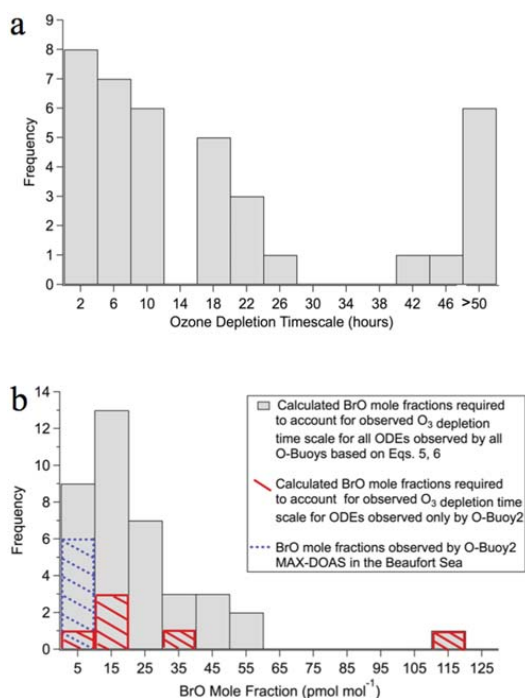 a
9
8
7
6
5
4
3
2
1
0
Frequency
2 6 10 14 18 22 26 30 34 38 42 46 >50
Ozone Depletion Timescale (hours)
b
14
12
10
8
6
4
2
0
Frequency
Calculated BrO mole fractions required
to account for observed O₃ depletion
time scale for all ODEs observed by all
O-Buoys based on Eqs. 5, 6
Calculated BrO mole fractions required
to account for observed O₃ depletion time
scale for ODEs observed only by O-Buoy2
BrO mole fractions observed by O-Buoy2
MAX-DOAS in the Beaufort Sea
5 15 25 35 45 55 65 75 85 95 105 115 125
BrO Mole Fraction (pmol mol⁻¹)